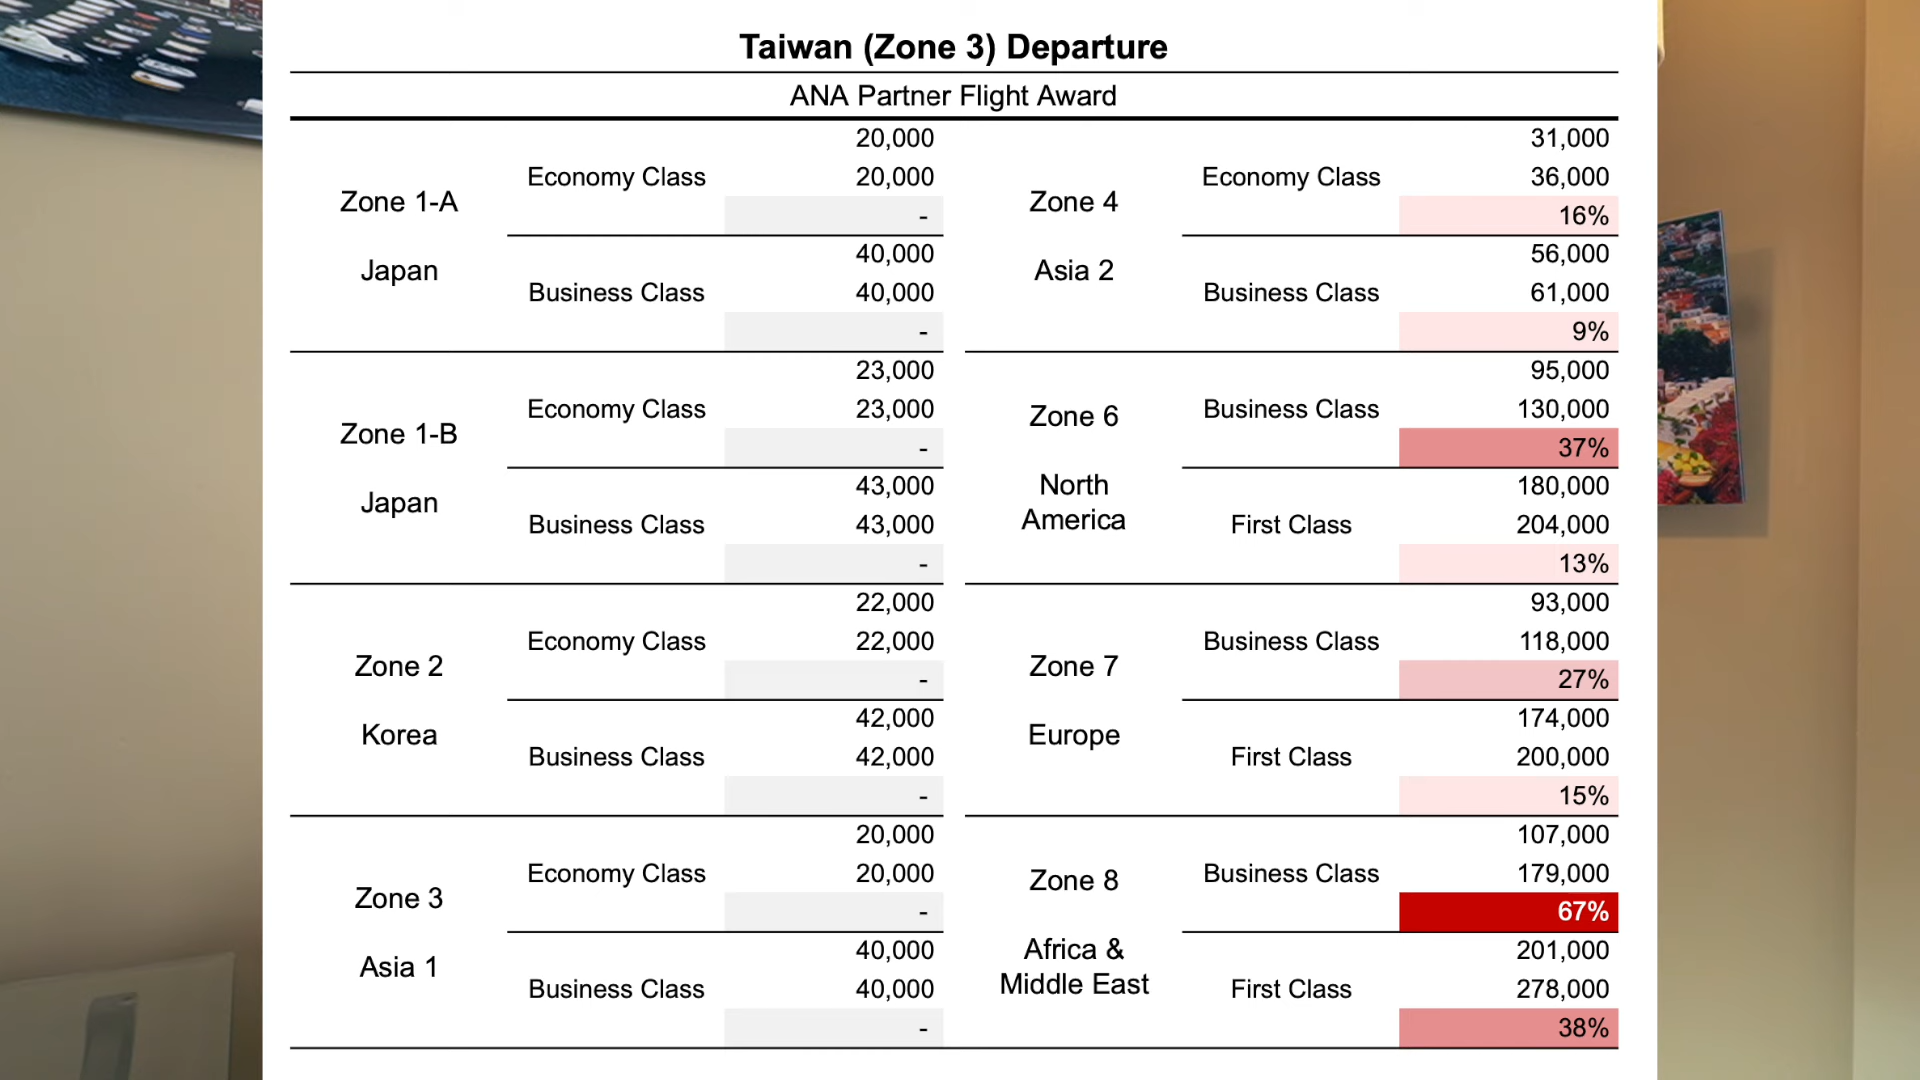 Taiwan (Zone 3) Departure
ANA Partner Flight Award
Zone 1-A
Japan
Economy Class
20,000
20,000
-
Business Class
40,000
40,000
-
Zone 1-B
Japan
Economy Class
23,000
23,000
-
Business Class
43,000
43,000
-
Zone 2
Korea
Economy Class
22,000
22,000
-
Business Class
42,000
42,000
-
Zone 3
Asia 1
Economy Class
20,000
20,000
-
Business Class
40,000
40,000
-
Zone 4
Asia 2
Economy Class
31,000
36,000
16%
Business Class
56,000
61,000
9%
Zone 6
North
America
Business Class
95,000
130,000
37%
First Class
180,000
204,000
13%
Zone 7
Europe
Business Class
93,000
118,000
27%
First Class
174,000
200,000
15%
Zone 8
Africa &
Middle East
Business Class
107,000
179,000
67%
First Class
201,000
278,000
38%